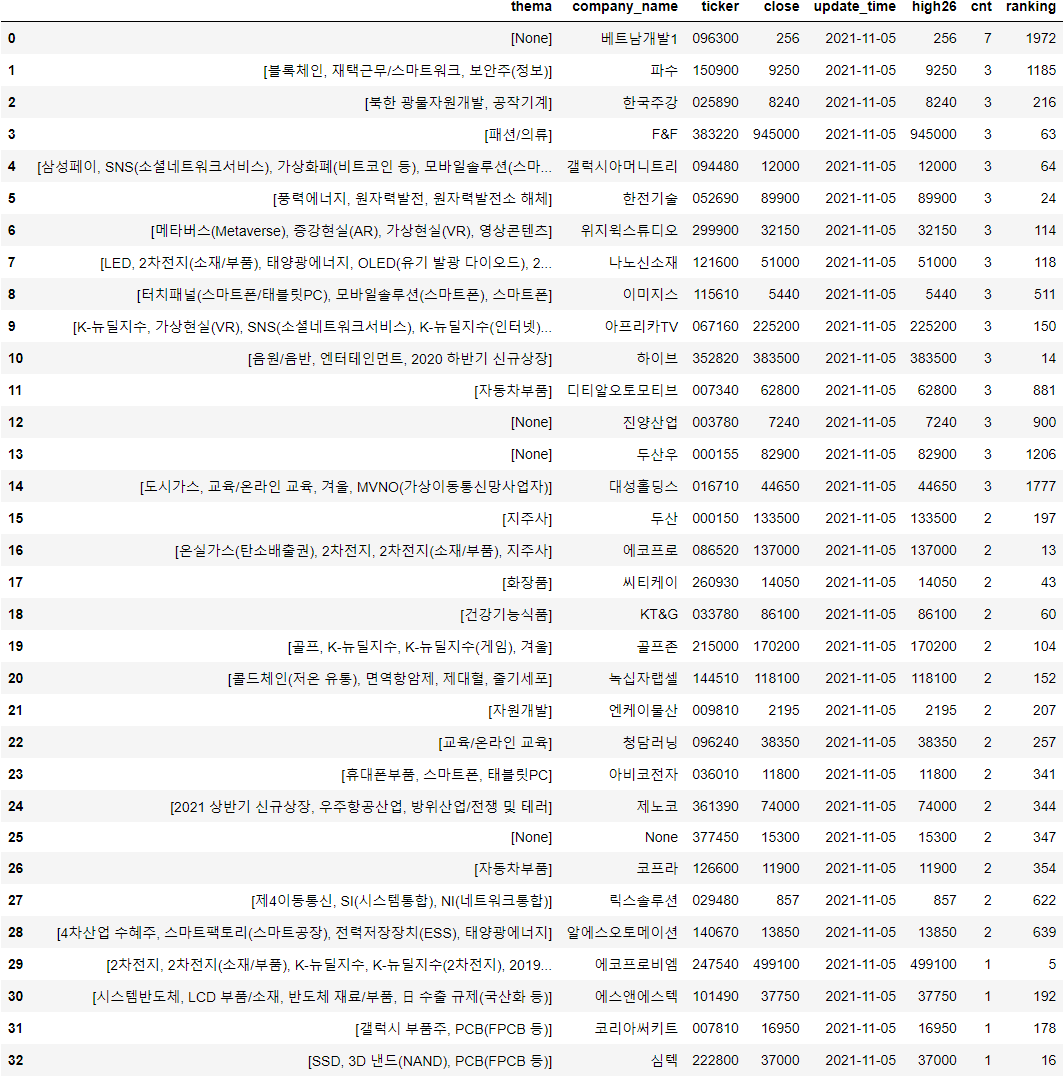 thema company_name ticker close update_time high26 cnt ranking
0 [None] 베트남개발1 096300 256 2021-11-05 256 7 1972
1 [블록체인, 재택근무/스마트워크, 보안주(정보)] 파수 150900 9250 2021-11-05 9250 3 1185
2 [북한 광물자원개발, 공작기계] 한국주강 025890 8240 2021-11-05 8240 3 216
3 [패션/의류] F&F 383220 945000 2021-11-05 945000 3 63
4 [삼성페이, SNS(소셜네트워크서비스), 가상화폐(비트코인 등), 모바일솔루션(스마... 갤럭시아머니트리 094480 12000 2021-11-05 12000 3 64
5 [풍력에너지, 원자력발전, 원자력발전소 해체] 한전기술 052690 89900 2021-11-05 89900 3 24
6 [메타버스(Metaverse), 증강현실(AR), 가상현실(VR), 영상콘텐츠] 위지윅스튜디오 299900 32150 2021-11-05 32150 3 114
7 [LED, 2차전지(소재/부품), 태양광에너지, OLED(유기 발광 다이오드), 2... 나노신소재 121600 51000 2021-11-05 51000 3 118
8 [터치패널(스마트폰/태블릿PC), 모바일솔루션(스마트폰), 스마트폰] 이미지스 115610 5440 2021-11-05 5440 3 511
9 [K-뉴딜지수, 가상현실(VR), SNS(소셜네트워크서비스), K-뉴딜지수(인터넷)... 아프리카TV 067160 225200 2021-11-05 225200 3 150
10 [음원/음반, 엔터테인먼트, 2020 하반기 신규상장] 하이브 352820 383500 2021-11-05 383500 3 14
11 [자동차부품] 디티알오토모티브 007340 62800 2021-11-05 62800 3 881
12 [None] 진양산업 003780 7240 2021-11-05 7240 3 900
13 [None] 두산우 000155 82900 2021-11-05 82900 3 1206
14 [도시가스, 교육/온라인 교육, 겨울, MVNO(가상이동통신망사업자)] 대성홀딩스 016710 44650 2021-11-05 44650 3 1777
15 [지주사] 두산 000150 133500 2021-11-05 133500 2 197
16 [온실가스(탄소배출권), 2차전지, 2차전지(소재/부품), 지주사] 에코프로 086520 137000 2021-11-05 137000 2 13
17 [화장품] 씨티케이 260930 14050 2021-11-05 14050 2 43
18 [건강기능식품] KT&G 033780 86100 2021-11-05 86100 2 60
19 [골프, K-뉴딜지수, K-뉴딜지수(게임), 겨울] 골프존 215000 170200 2021-11-05 170200 2 104
20 [콜드체인(저온 유통), 면역항암제, 제대혈, 줄기세포] 녹십자랩셀 144510 118100 2021-11-05 118100 2 152
21 [자원개발] 엔케이물산 009810 2195 2021-11-05 2195 2 207
22 [교육/온라인 교육] 청담러닝 096240 38350 2021-11-05 38350 2 257
23 [휴대폰부품, 스마트폰, 태블릿PC] 아비코전자 036010 11800 2021-11-05 11800 2 341
24 [2021 상반기 신규상장, 우주항공산업, 방위산업/전쟁 및 테러] 제노코 361390 74000 2021-11-05 74000 2 344
25 [None] None 377450 15300 2021-11-05 15300 2 347
26 [자동차부품] 코프라 126600 11900 2021-11-05 11900 2 354
27 [제4이동통신, SI(시스템통합), NI(네트워크통합)] 릭스솔루션 029480 857 2021-11-05 857 2 622
28 [4차산업 수혜주, 스마트팩토리(스마트공장), 전력저장장치(ESS), 태양광에너지] 알에스오토메이션 140670 13850 2021-11-05 13850 2 639
29 [2차전지, 2차전지(소재/부품), K-뉴딜지수, K-뉴딜지수(2차전지), 2019... 에코프로비엠 247540 499100 2021-11-05 499100 1 5
30 [시스템반도체, LCD 부품/소재, 반도체 재료/부품, 日 수출 규제(국산화 등)] 에스앤에스텍 101490 37750 2021-11-05 37750 1 192
31 [갤럭시 부품주, PCB(FPCB 등)] 코리아써키트 007810 16950 2021-11-05 16950 1 178
32 [SSD, 3D 낸드(NAND), PCB(FPCB 등)] 심텍 222800 37000 2021-11-05 37000 1 16